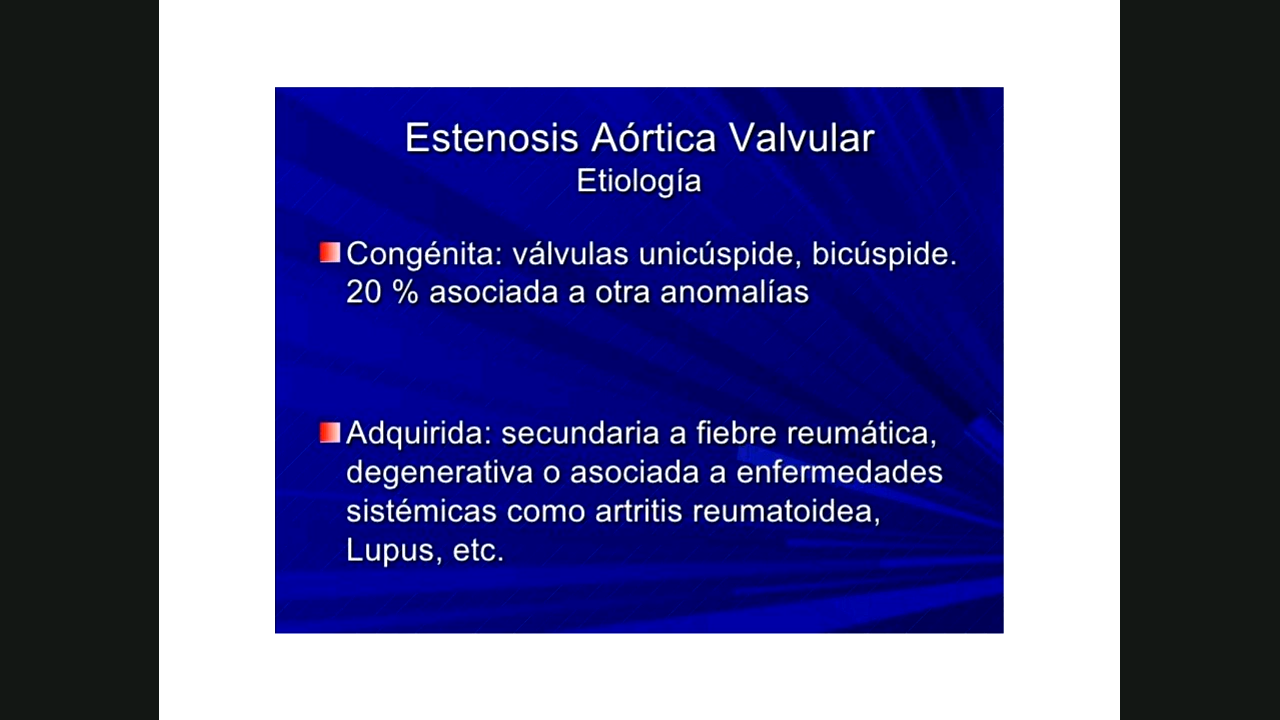 Estenosis Aórtica Valvular
Etiología
Congénita: válvulas unicúspide, bicúspide.
20 % asociada a otra anomalías
Adquirida: secundaria a fiebre reumática,
degenerativa o asociada a enfermedades
sistémicas como artritis reumatoidea,
Lupus, etc.